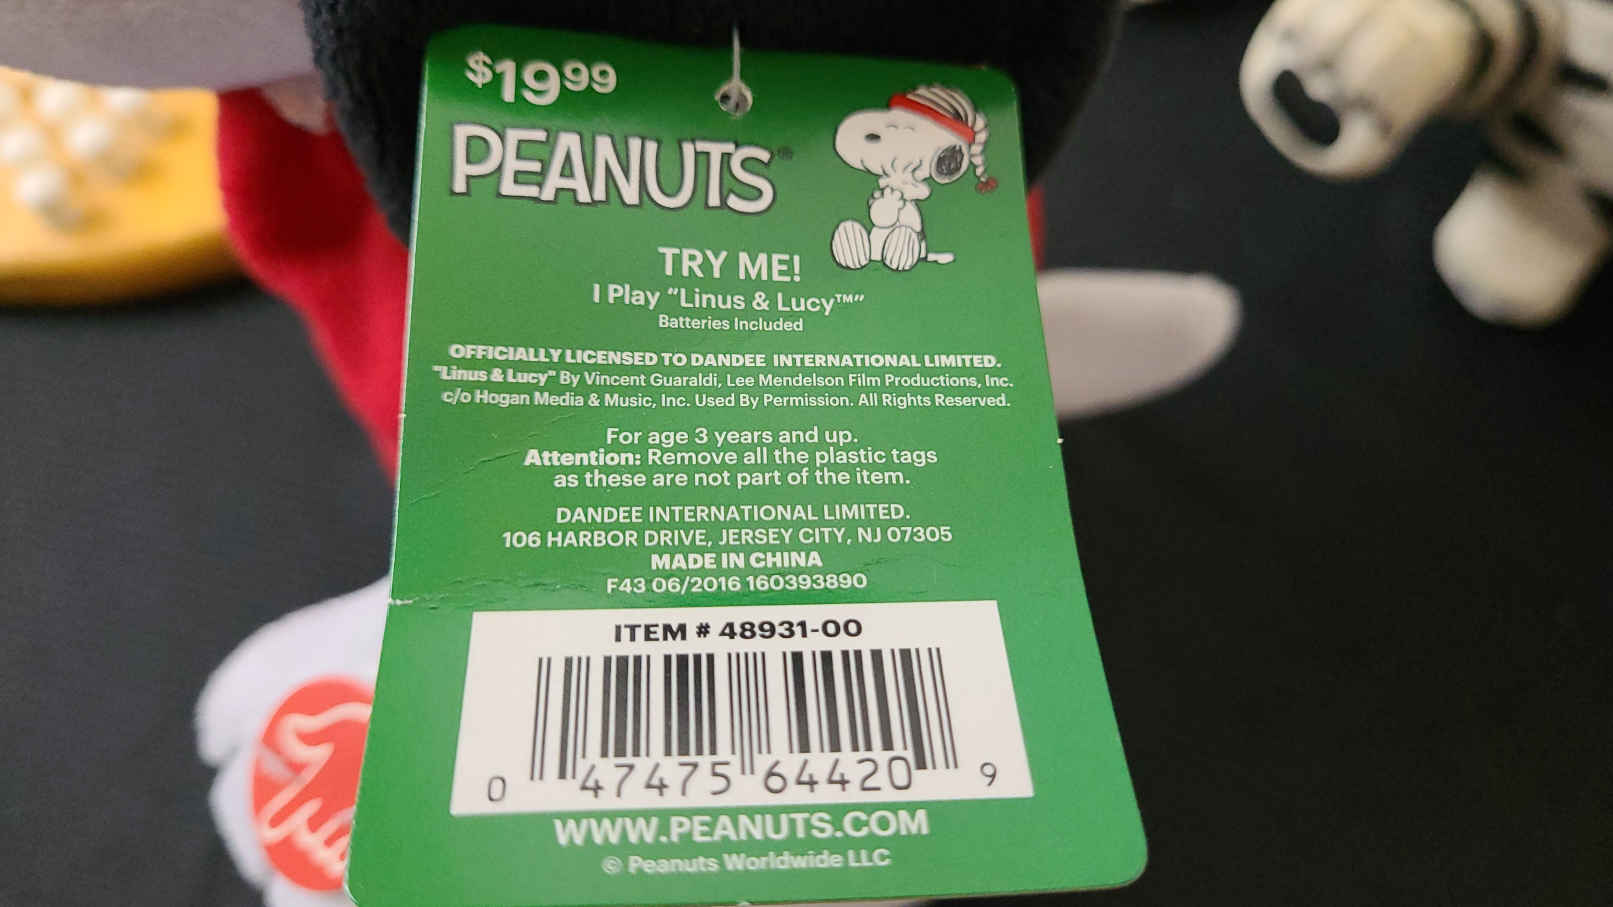 $19.99
PEANUTS®
TRY ME!
I Play “Linus & Lucy™”
Batteries Included
OFFICIALLY LICENSED TO DANDEE INTERNATIONAL LIMITED.
"Linus & Lucy" By Vincent Guaraldi, Lee Mendelson Film Productions, Inc.
c/o Hogan Media & Music, Inc. Used By Permission. All Rights Reserved.
For age 3 years and up.
Attention: Remove all the plastic tags
as these are not part of the item.
DANDEE INTERNATIONAL LIMITED.
106 HARBOR DRIVE, JERSEY CITY, NJ 07305
MADE IN CHINA
F43 06/2016 160393890
ITEM # 48931-00
0 47475 64420 9
WWW.PEANUTS.COM
© Peanuts Worldwide LLC